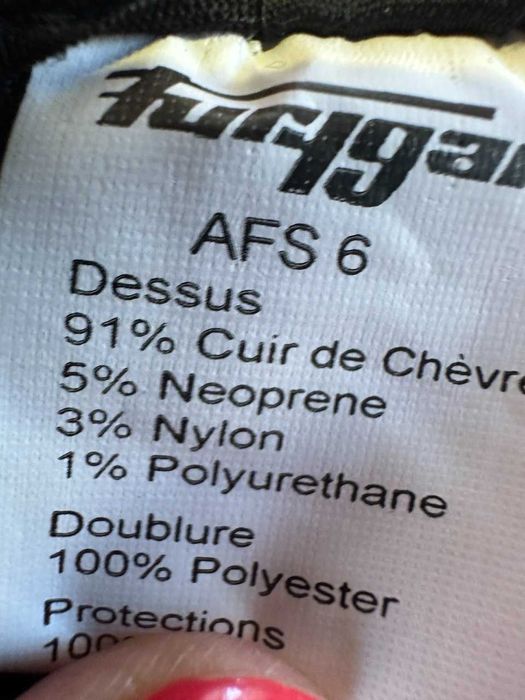 Furygan
AFS 6
Dessus
91% Cuir de Chèvre
5% Neoprene
3% Nylon
1% Polyurethane
Doublure
100% Polyester
Protections